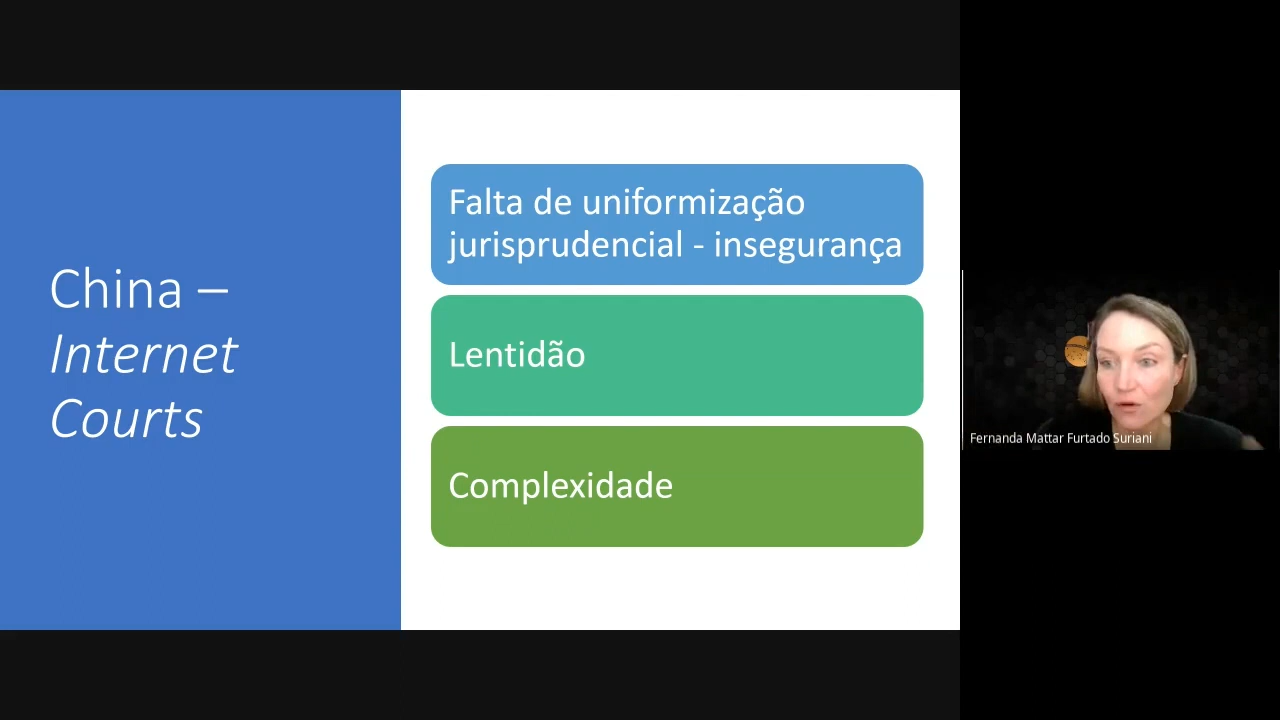 China –
Internet
Courts
Falta de uniformização
jurisprudencial - insegurança
Lentidão
Complexidade
Fernanda Mattar Furtado Suriani